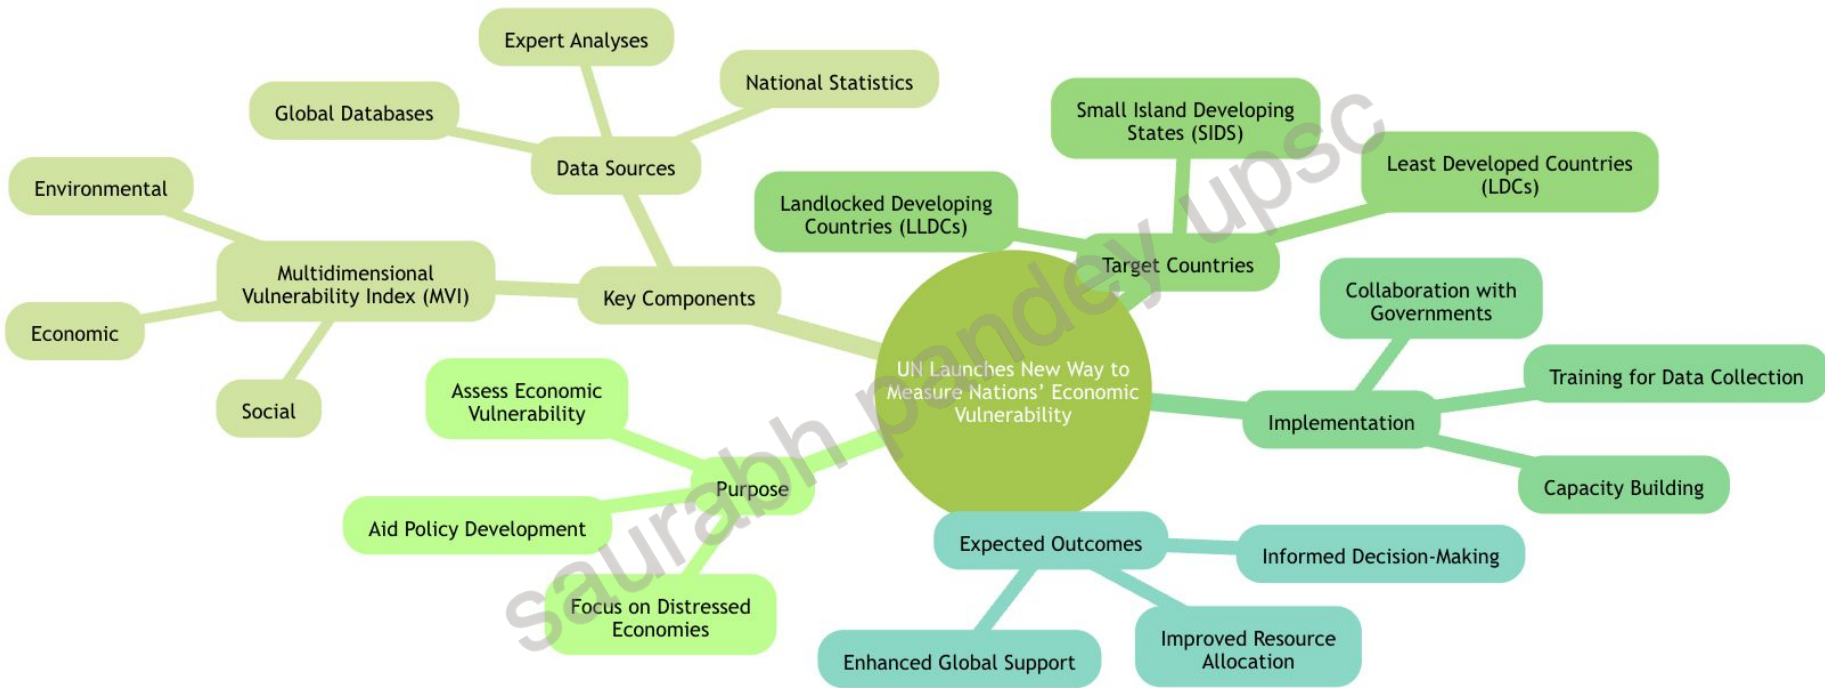 UN Launches New Way to
Measure Nations’ Economic
Vulnerability
Key Components
Data Sources
Global Databases
Expert Analyses
National Statistics
Multidimensional
Vulnerability Index (MVI)
Environmental
Economic
Social
Target Countries
Landlocked Developing
Countries (LLDCs)
Small Island Developing
States (SIDS)
Least Developed Countries
(LDCs)
Implementation
Collaboration with
Governments
Training for Data Collection
Capacity Building
Purpose
Assess Economic
Vulnerability
Aid Policy Development
Focus on Distressed
Economies
Expected Outcomes
Informed Decision-Making
Improved Resource
Allocation
Enhanced Global Support
saurabh pandey upsc